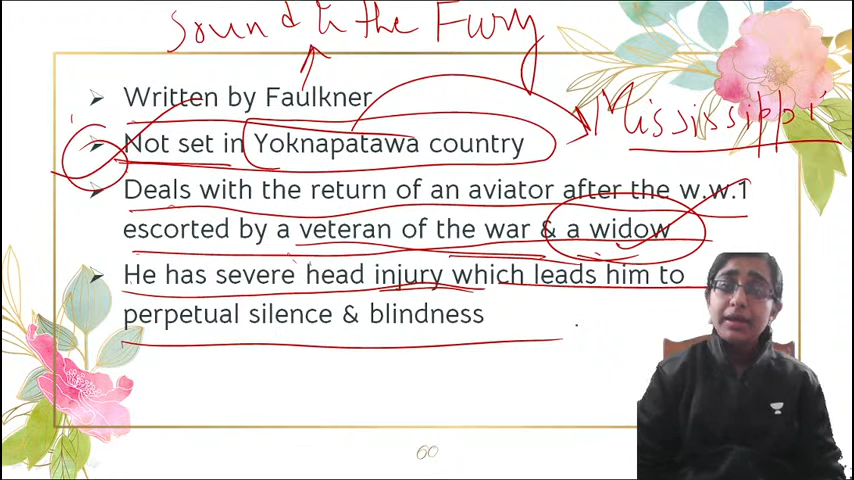 Sound & the Fury
Written by Faulkner
Mississippi
Not set in Yoknapatawa country
Deals with the return of an aviator after the w.w.1
escorted by a veteran of the war & a widow
He has severe head injury which leads him to
perpetual silence & blindness
60